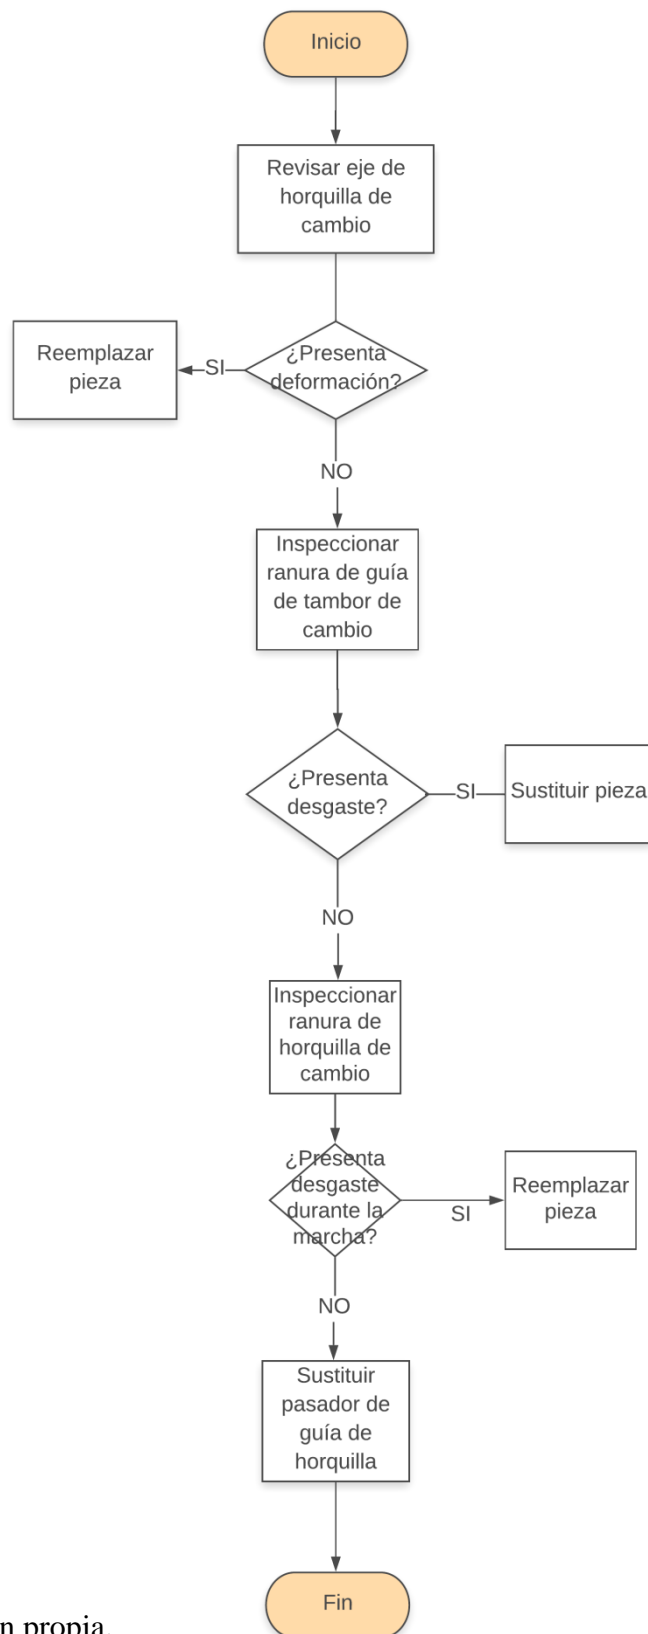 Inicio
Revisar eje de
horquilla de
cambio
¿Presenta
deformación?
SI
Reemplazar
pieza
NO
Inspeccionar
ranura de guía
de tambor de
cambio
¿Presenta
desgaste?
SI
Sustituir pieza
NO
Inspeccionar
ranura de
horquilla de
cambio
¿Presenta
desgaste
durante la
marcha?
SI
Reemplazar
pieza
NO
Sustituir
pasador de
guía de
horquilla
Fin
n propia